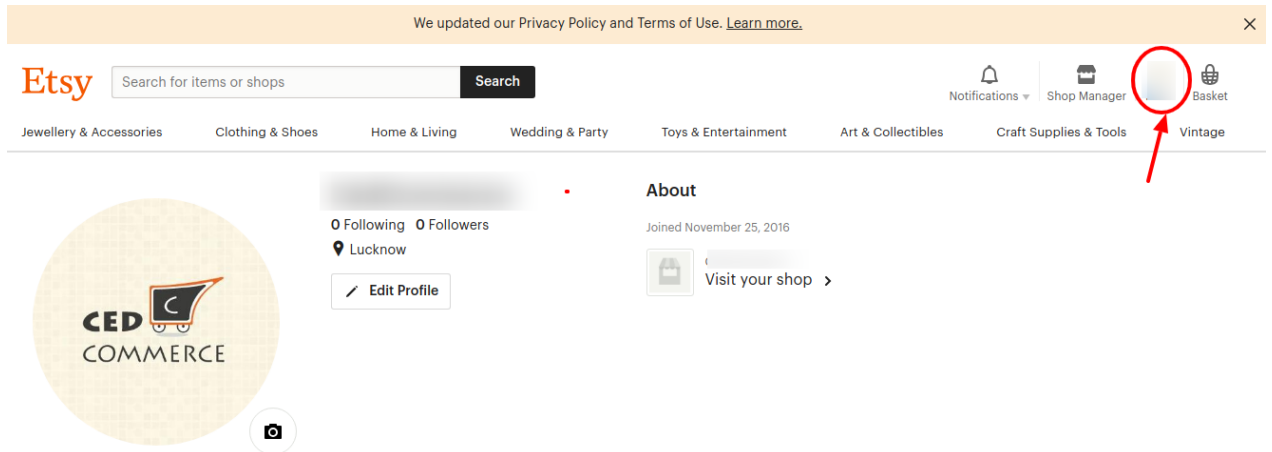 We updated our Privacy Policy and Terms of Use. Learn more.
Etsy
Search for items or shops
Search
Notifications
Shop Manager
Basket
Jewellery & Accessories
Clothing & Shoes
Home & Living
Wedding & Party
Toys & Entertainment
Art & Collectibles
Craft Supplies & Tools
Vintage
CED C
COMMERCE
0 Following 0 Followers
Lucknow
Edit Profile
About
Joined November 25, 2016
Visit your shop